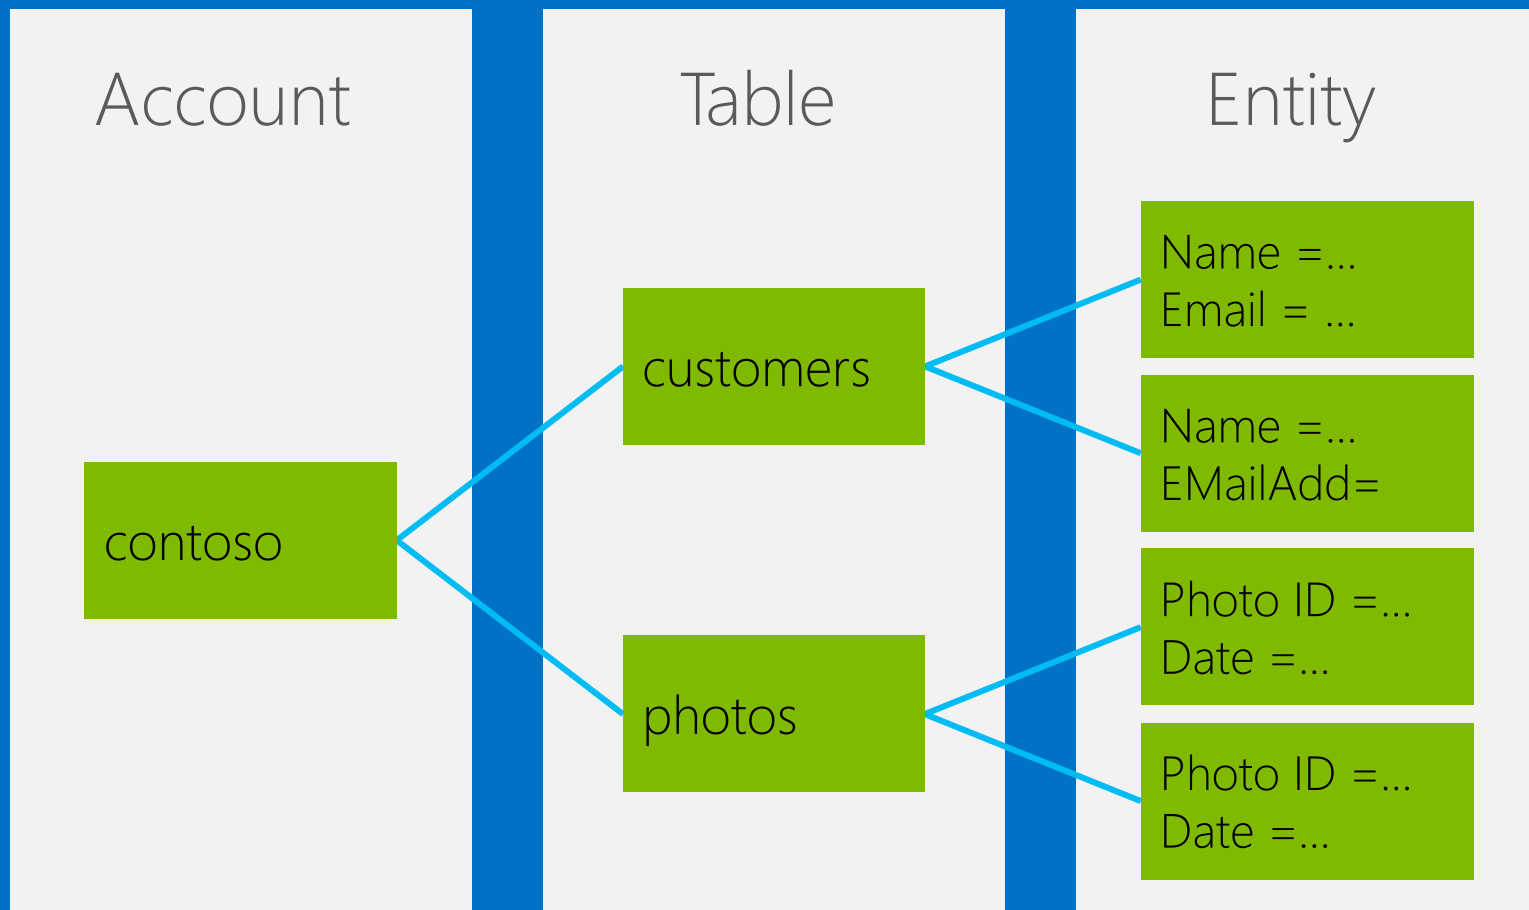 Account
Table
Entity
contoso
customers
photos
Name =...
Email = ...
Name =...
EMailAdd=
Photo ID =...
Date =...
Photo ID =...
Date =...